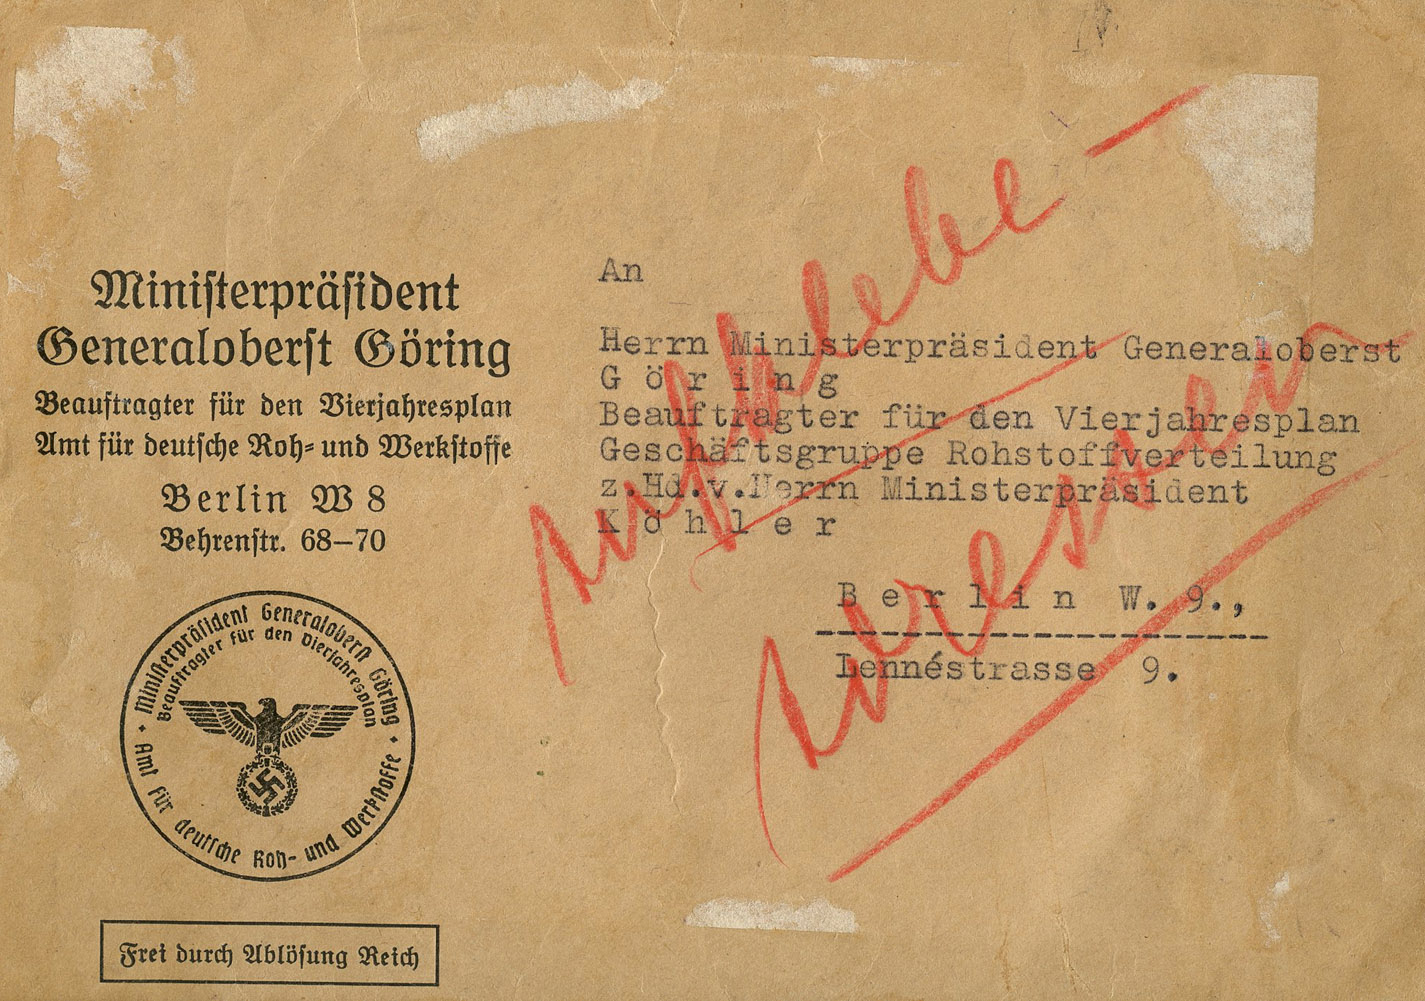 Ministerpräsident
Generaloberst Göring
Beauftragter für den Vierjahresplan
Amt für deutsche Roh- und Werkstoffe
Berlin W 8
Behrenstr. 68–70
Ministerpräsident Generaloberst Göring
Beauftragter für den Vierjahresplan
Amt für deutsche Roh- und Werkstoffe
Frei durch Ablösung Reich
An
Herrn Ministerpräsident Generaloberst
G ö r i n g
Beauftragter für den Vierjahresplan
Geschäftsgruppe Rohstoffverteilung
z.Hd.v.Herrn Ministerpräsident
K ö h l e r
B e r l i n W. 9.,
Lennéstrasse 9.